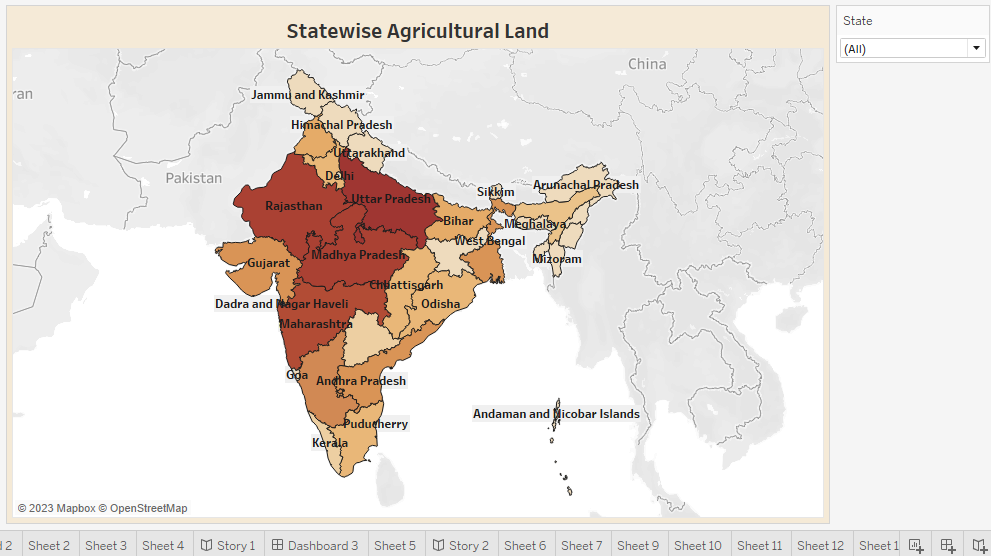 Statewise Agricultural Land
State
(All)
China
ran
Jammu and Kashmir
Himachal Pradesh
Uttarakhand
Pakistan
Delhi
Sikkim
Arunachal Pradesh
Rajasthan
Uttar Pradesh
Bihar
Meghalaya
West Bengal
Madhya Pradesh
Gujarat
Mizoram
Chhattisgarh
Dadra and Nagar Haveli
Odisha
Maharashtra
Goa
Andhra Pradesh
Andaman and Nicobar Islands
Puducherry
Kerala
© 2023 Mapbox © OpenStreetMap
d 2 Sheet 2 Sheet 3 Sheet 4 Story 1 Dashboard 3 Sheet 5 Story 2 Sheet 6 Sheet 7 Sheet 9 Sheet 10 Sheet 11 Sheet 12 Sheet 1